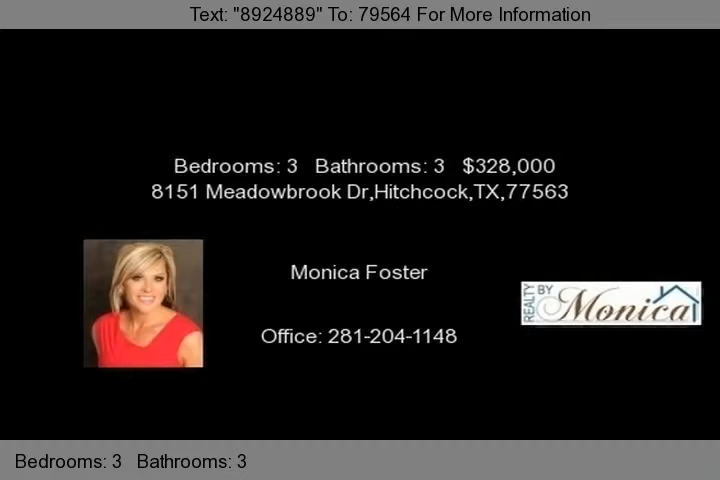 Text: "8924889" To: 79564 For More Information
Bedrooms: 3 Bathrooms: 3 $328,000
8151 Meadowbrook Dr,Hitchcock,TX,77563
Monica Foster
REALTY BY Monica
Office: 281-204-1148
Bedrooms: 3 Bathrooms: 3